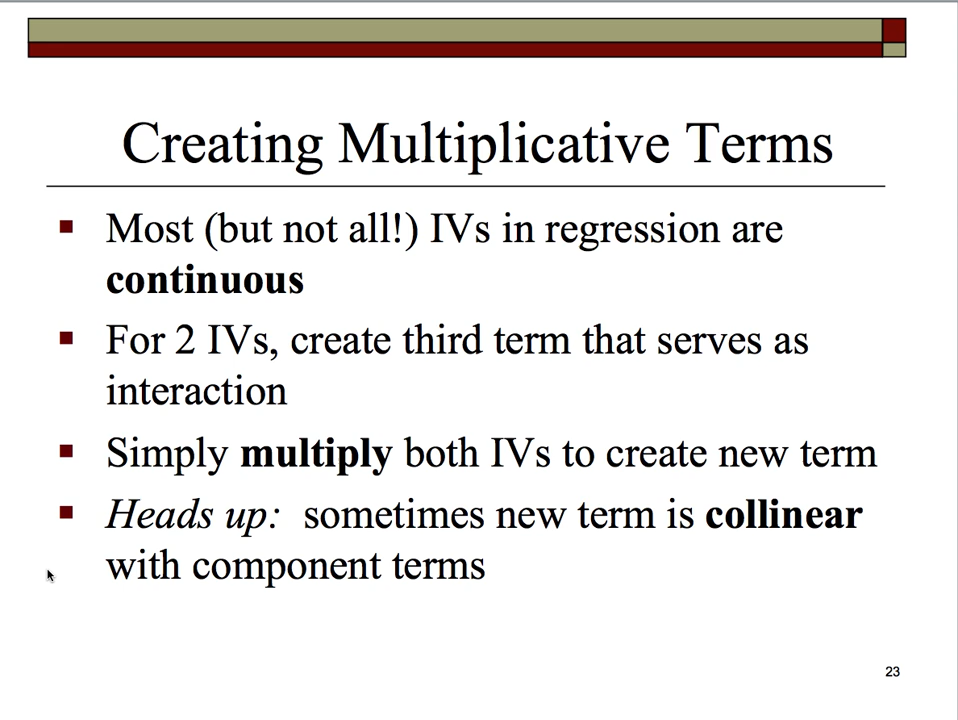 Creating Multiplicative Terms
Most (but not all!) IVs in regression are
continuous
For 2 IVs, create third term that serves as
interaction
Simply multiply both IVs to create new term
Heads up: sometimes new term is collinear
with component terms
23